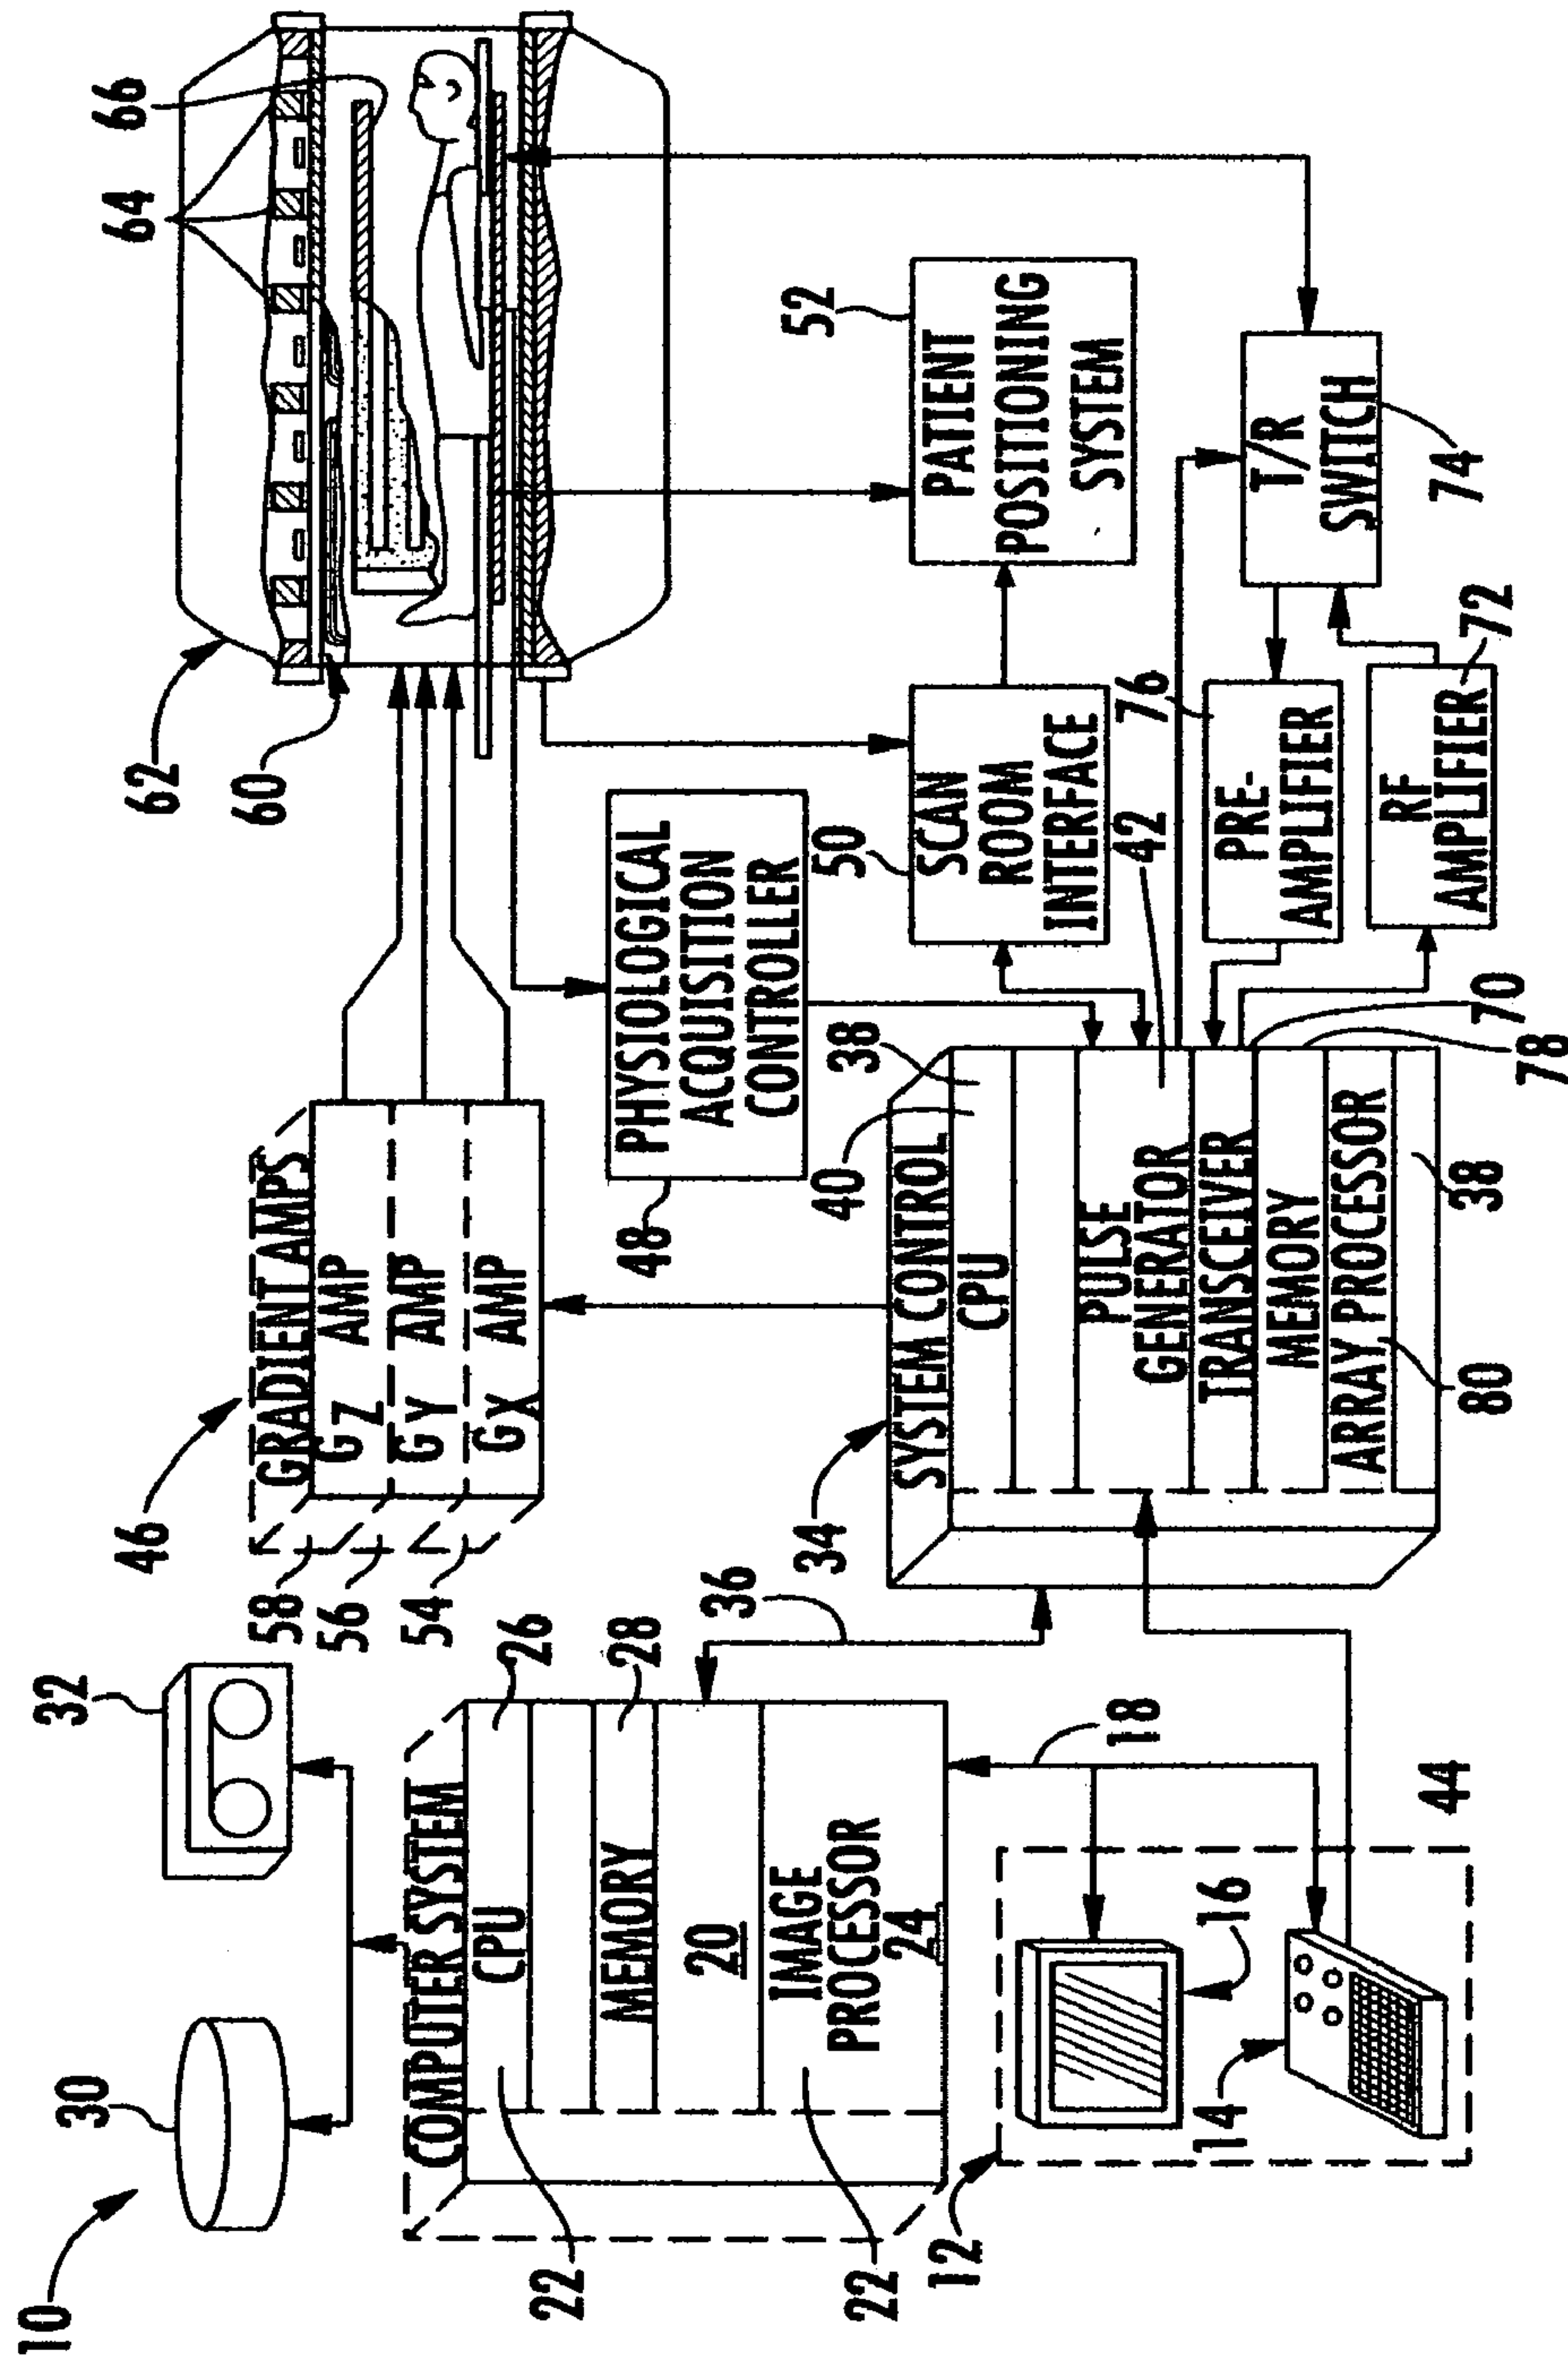 10
30
32
46
GRADIENT AMPS
GZ AMP
GY AMP
GX AMP
58
56
54
62
60
64
66
COMPUTER SYSTEM
CPU
26
MEMORY
28
20
IMAGE
PROCESSOR
24
22
22
36
18
12
14
16
44
48
PHYSIOLOGICAL
ACQUISITION
CONTROLLER
34
SYSTEM CONTROL
CPU
40
38
PULSE
GENERATOR
42
TRANSCEIVER
MEMORY
ARRAY PROCESSOR
80
38
70
78
50
SCAN
ROOM
INTERFACE
52
PATIENT
POSITIONING
SYSTEM
76
PRE-
AMPLIFIER
RF
AMPLIFIER
72
T/R
SWITCH
74